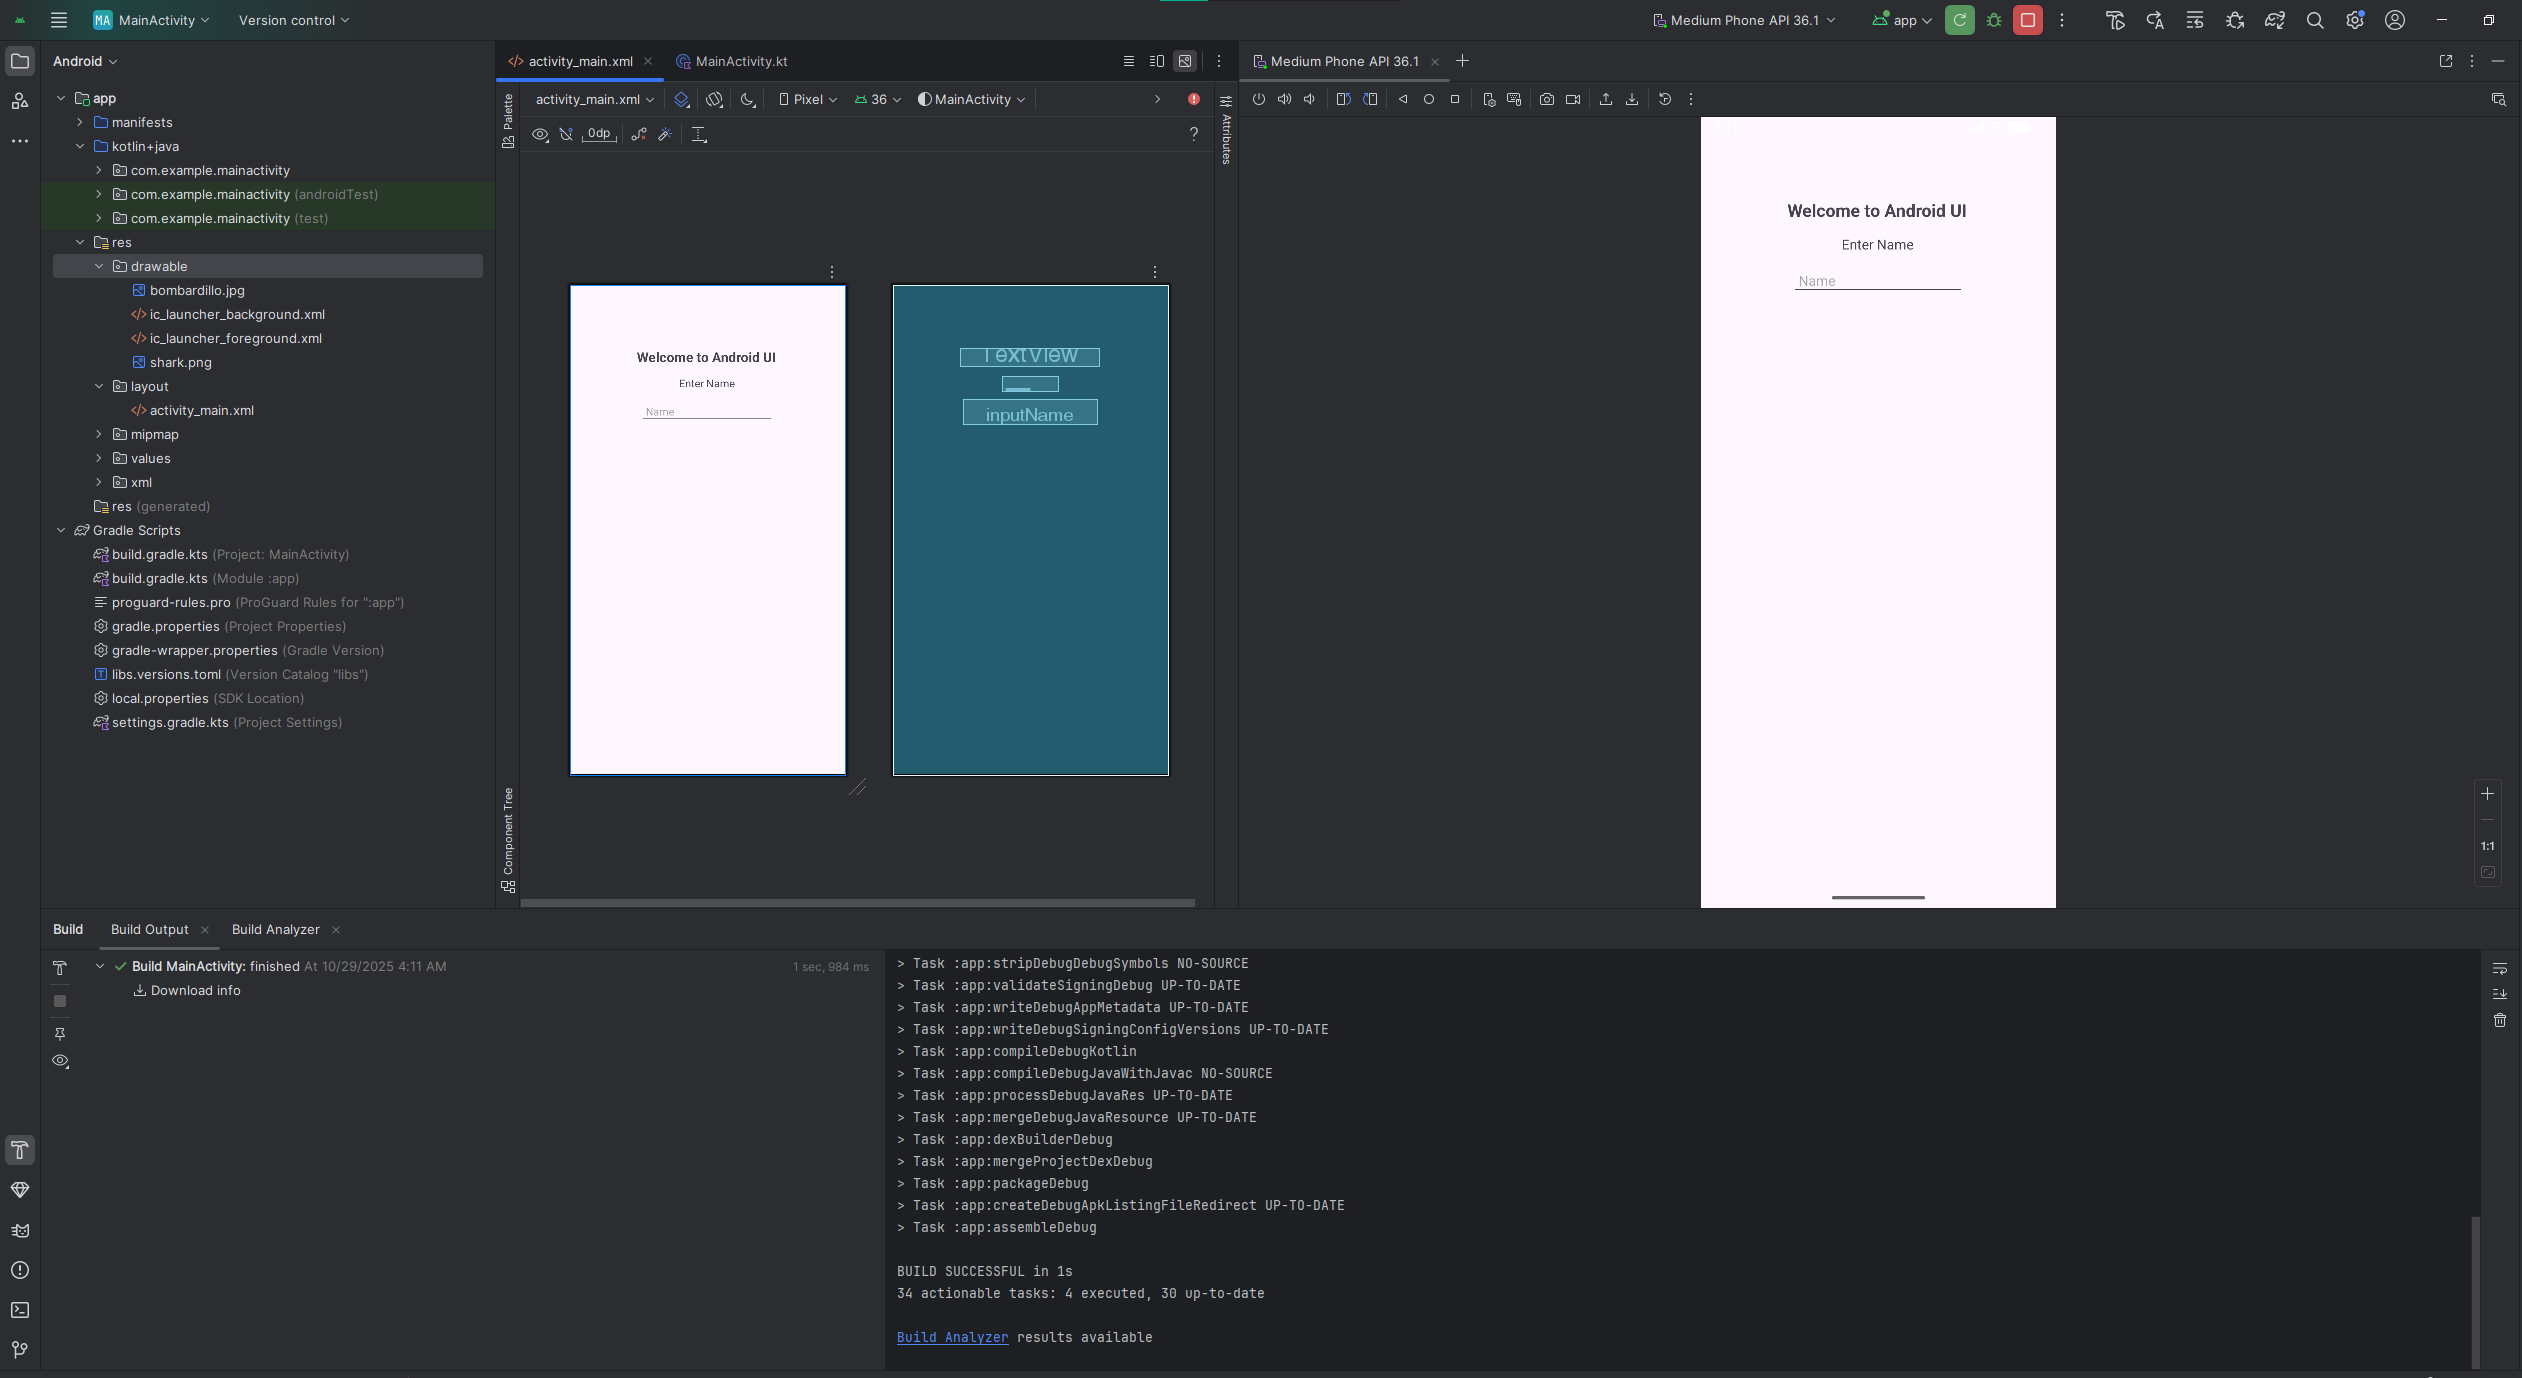 MA MainActivity
Version control
Medium Phone API 36.1
app
Android
app
manifests
kotlin+java
com.example.mainactivity
com.example.mainactivity (androidTest)
com.example.mainactivity (test)
res
drawable
bombardillo.jpg
ic_launcher_background.xml
ic_launcher_foreground.xml
shark.png
layout
activity_main.xml
mipmap
values
xml
res (generated)
Gradle Scripts
build.gradle.kts (Project: MainActivity)
build.gradle.kts (Module :app)
proguard-rules.pro (ProGuard Rules for ":app")
gradle.properties (Project Properties)
gradle-wrapper.properties (Gradle Version)
libs.versions.toml (Version Catalog "libs")
local.properties (SDK Location)
settings.gradle.kts (Project Settings)
activity_main.xml
MainActivity.kt
Palette
activity_main.xml
Pixel
36
MainActivity
0dp
?
Attributes
Welcome to Android UI
Enter Name
Name
TextView
inputName
Component Tree
Medium Phone API 36.1
Welcome to Android UI
Enter Name
Name
1:1
Build
Build Output
Build Analyzer
Build MainActivity: finished At 10/29/2025 4:11 AM
1 sec, 984 ms
Download info
> Task :app:stripDebugDebugSymbols NO-SOURCE
> Task :app:validateSigningDebug UP-TO-DATE
> Task :app:writeDebugAppMetadata UP-TO-DATE
> Task :app:writeDebugSigningConfigVersions UP-TO-DATE
> Task :app:compileDebugKotlin
> Task :app:compileDebugJavaWithJavac NO-SOURCE
> Task :app:processDebugJavaRes UP-TO-DATE
> Task :app:mergeDebugJavaResource UP-TO-DATE
> Task :app:dexBuilderDebug
> Task :app:mergeProjectDexDebug
> Task :app:packageDebug
> Task :app:createDebugApkListingFileRedirect UP-TO-DATE
> Task :app:assembleDebug
BUILD SUCCESSFUL in 1s
34 actionable tasks: 4 executed, 30 up-to-date
Build Analyzer results available